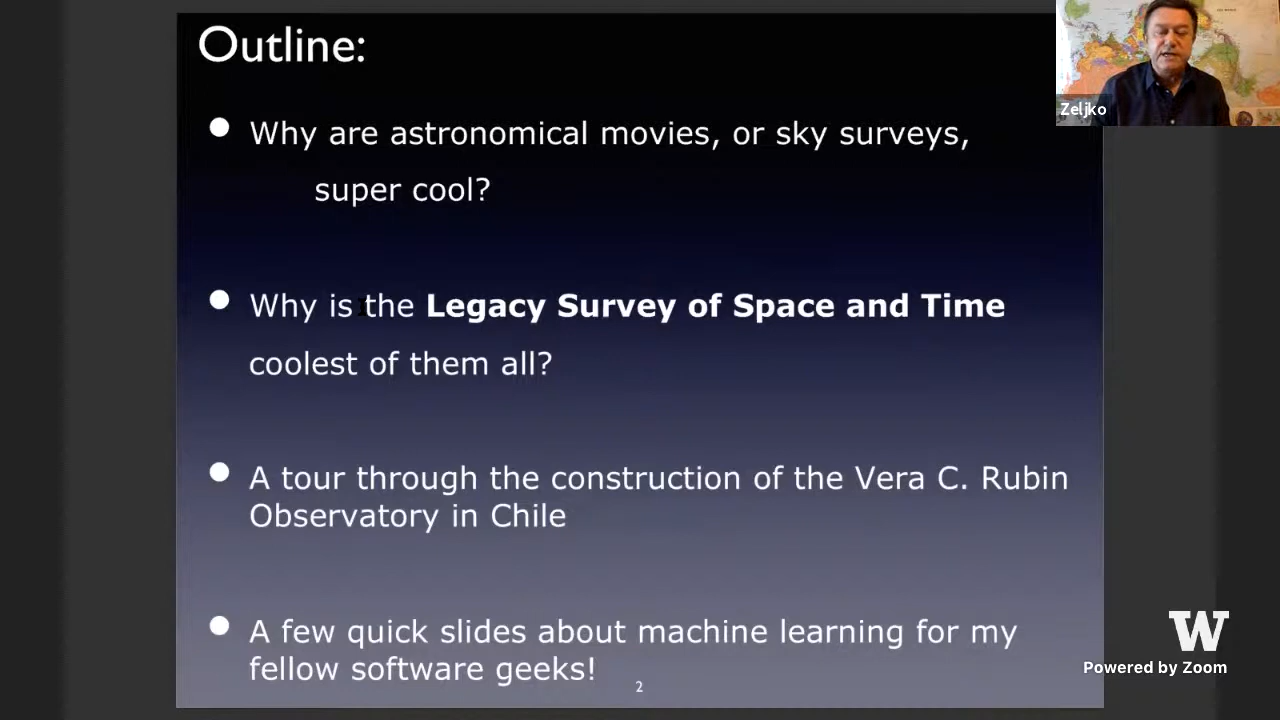 Outline:
Why are astronomical movies, or sky surveys,
super cool?
Why is the Legacy Survey of Space and Time
coolest of them all?
A tour through the construction of the Vera C. Rubin
Observatory in Chile
A few quick slides about machine learning for my
fellow software geeks!
2
Zeljko
W
Powered by Zoom